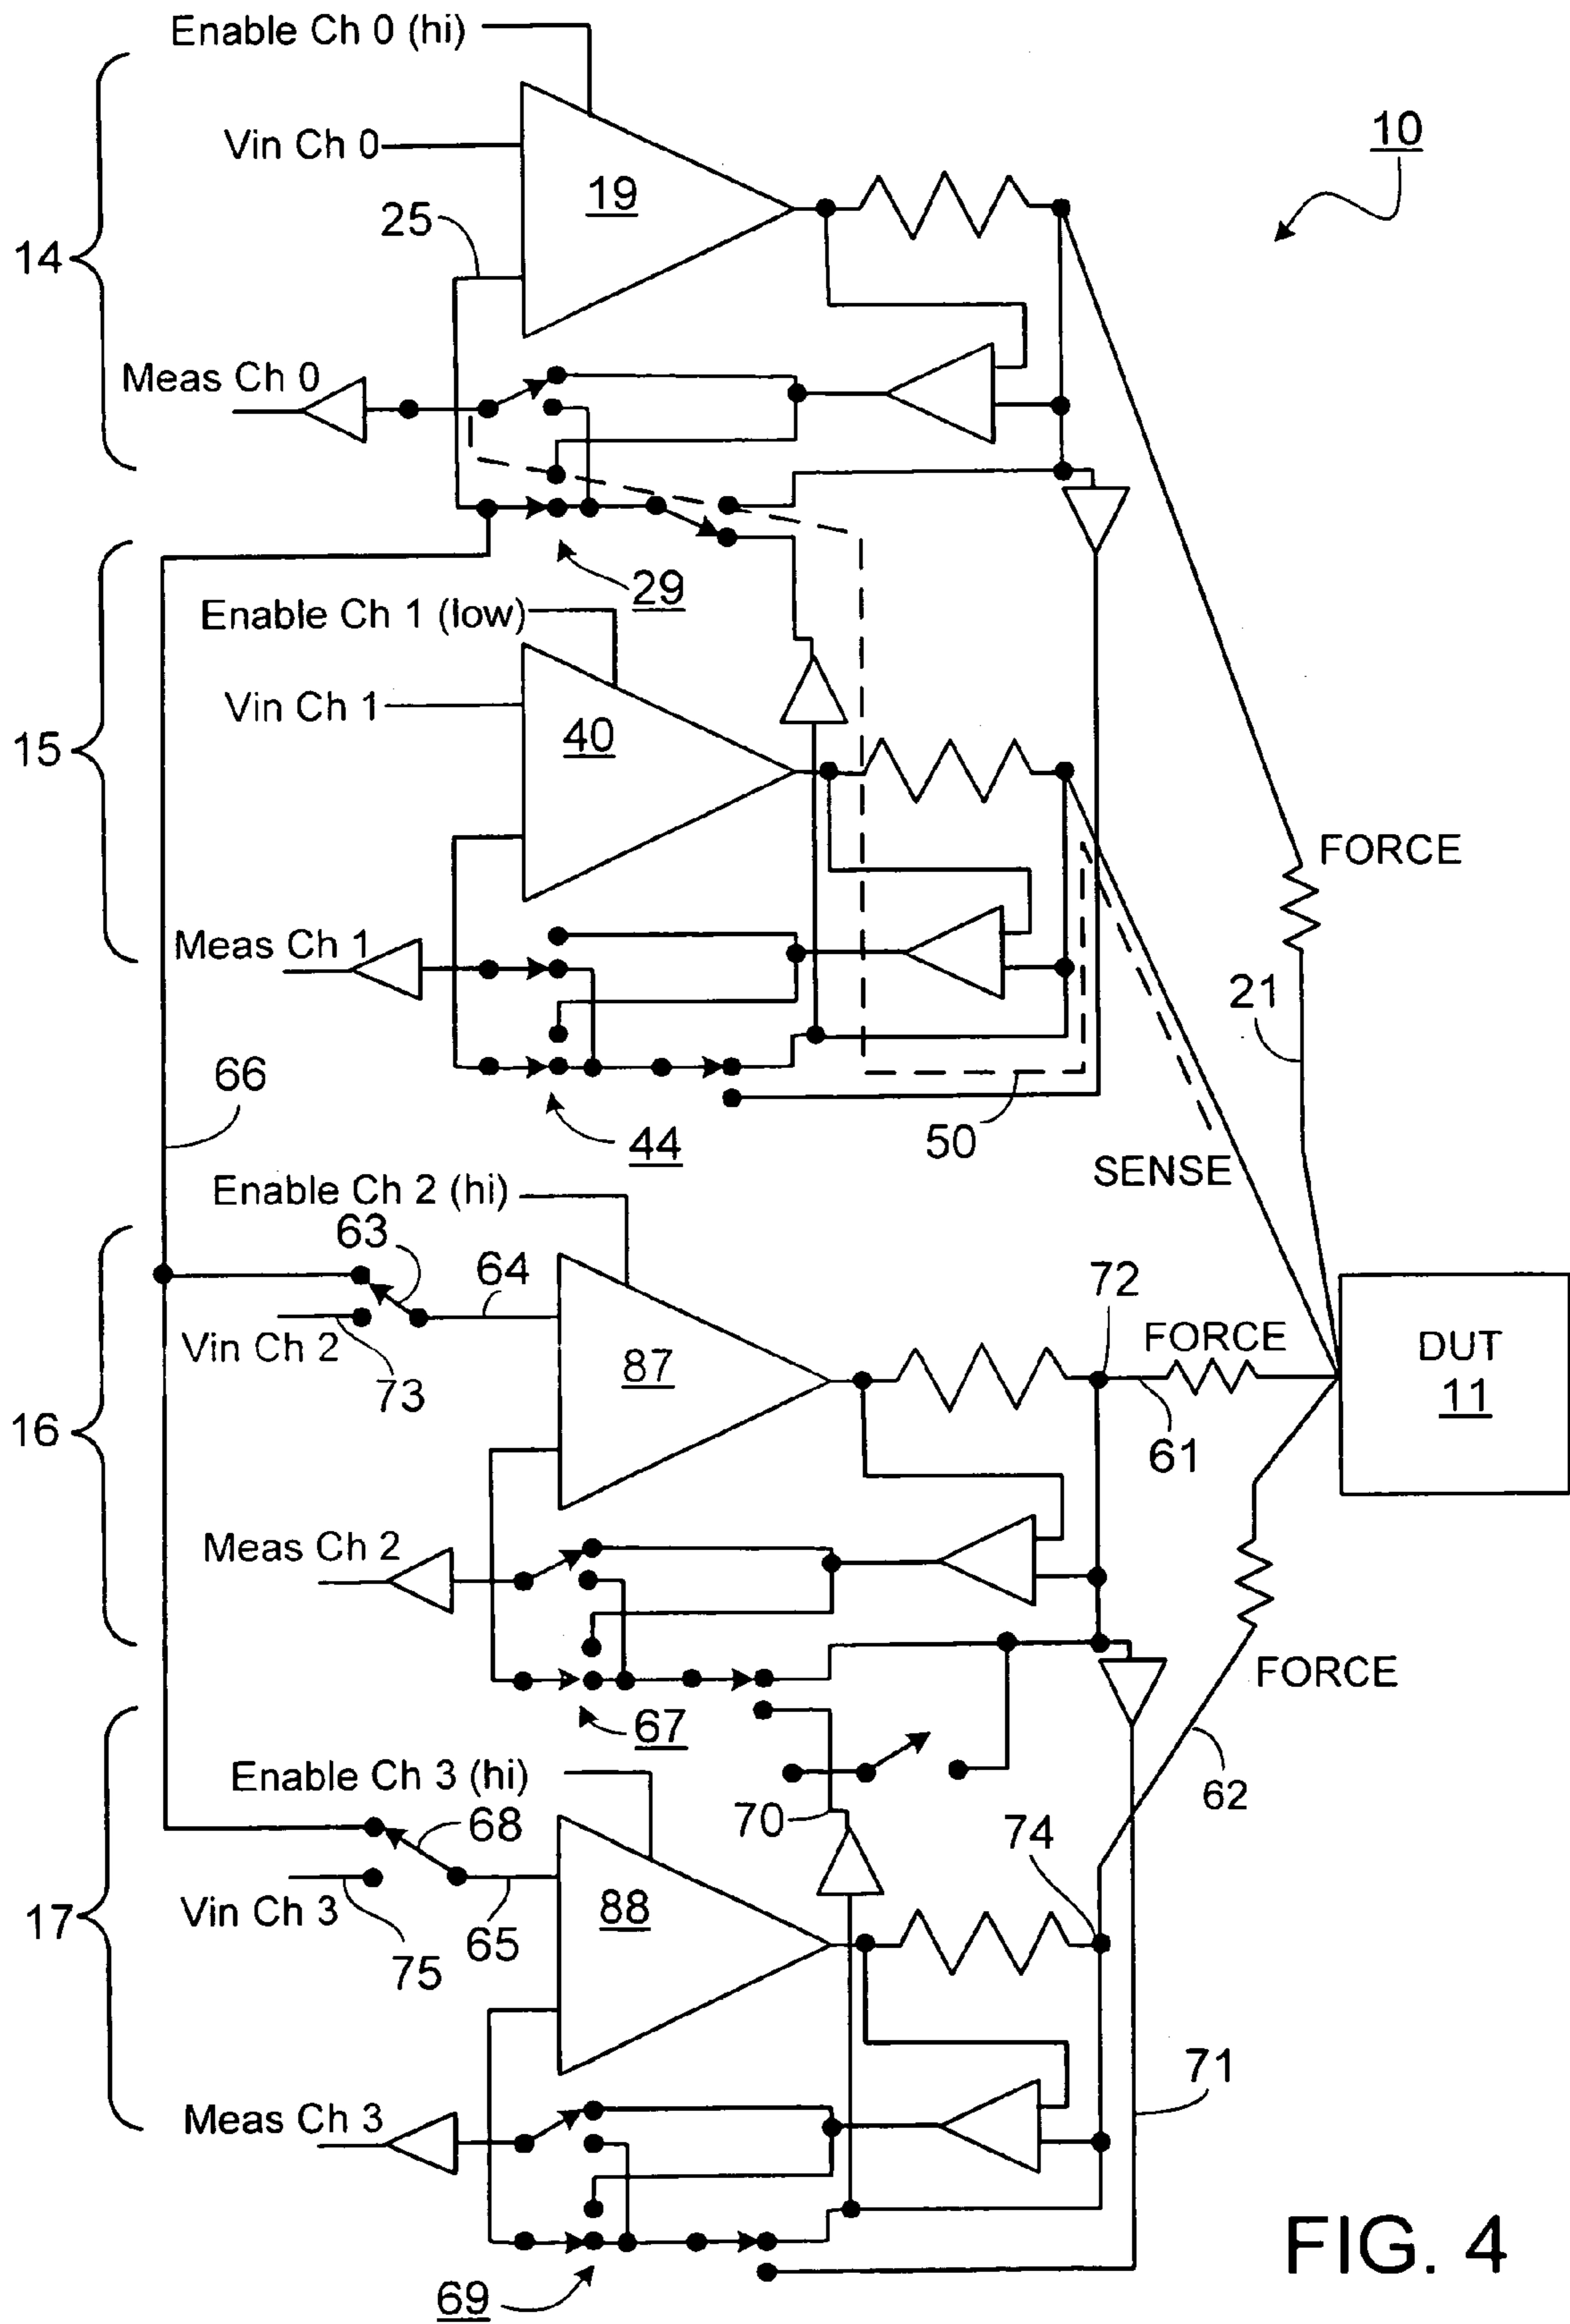 Enable Ch 0 (hi)
10
Vin Ch 0
19
25
14
Meas Ch 0
29
Enable Ch 1 (low)
Vin Ch 1
40
15
FORCE
Meas Ch 1
21
66
50
44
SENSE
Enable Ch 2 (hi)
63
64
72
FORCE
Vin Ch 2
87
DUT
11
73
16
61
Meas Ch 2
FORCE
67
Enable Ch 3 (hi)
62
70
68
74
Vin Ch 3
88
17
65
75
71
Meas Ch 3
69
FIG. 4